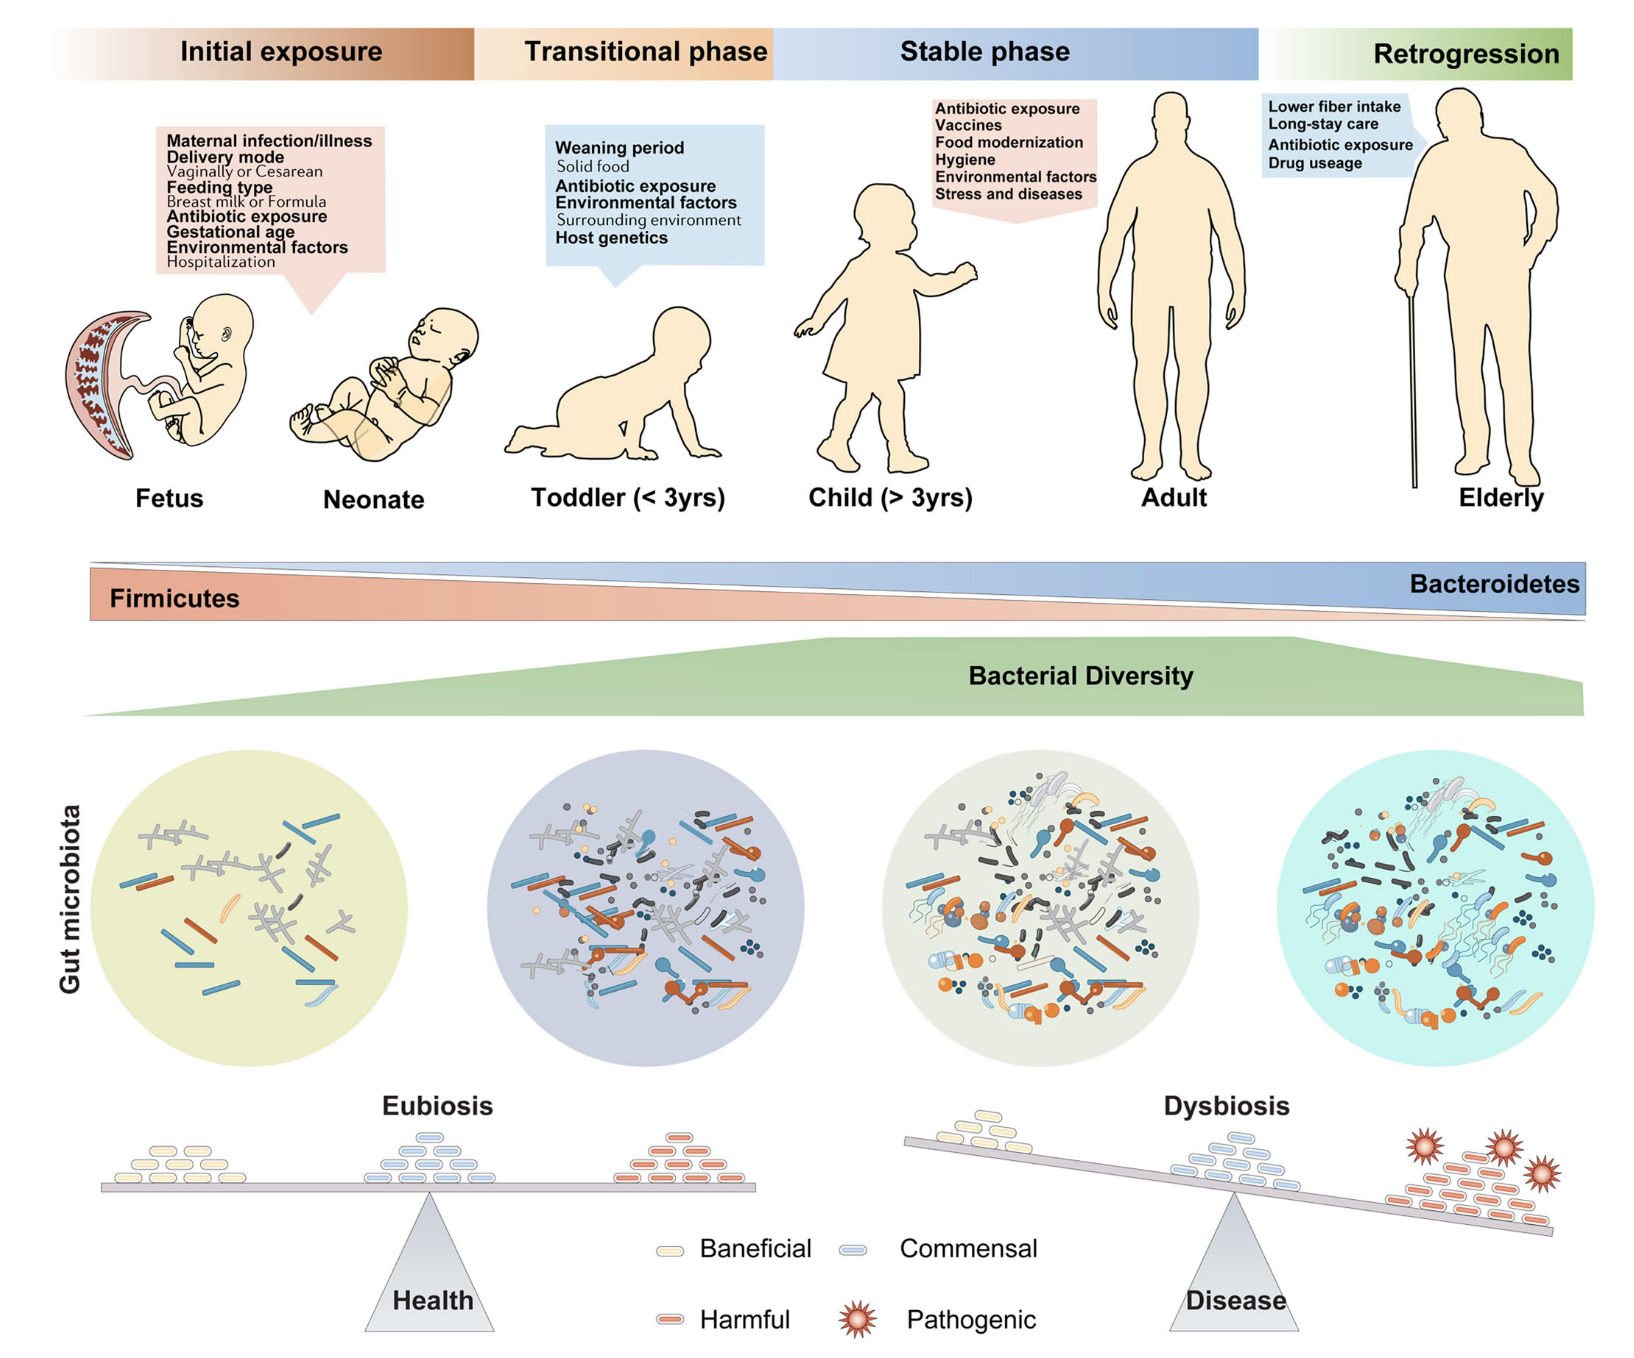 Initial exposure
Transitional phase
Stable phase
Retrogression
Maternal infection/illness
Delivery mode
Vaginally or Cesarean
Feeding type
Breast milk or Formula
Antibiotic exposure
Gestational age
Environmental factors
Hospitalization
Weaning period
Solid food
Antibiotic exposure
Environmental factors
Surrounding environment
Host genetics
Antibiotic exposure
Vaccines
Food modernization
Hygiene
Environmental factors
Stress and diseases
Lower fiber intake
Long-stay care
Antibiotic exposure
Drug useage
Fetus
Neonate
Toddler (< 3yrs)
Child (> 3yrs)
Adult
Elderly
Firmicutes
Bacteroidetes
Bacterial Diversity
Gut microbiota
Eubiosis
Dysbiosis
Baneficial
Commensal
Health
Disease
Harmful
Pathogenic